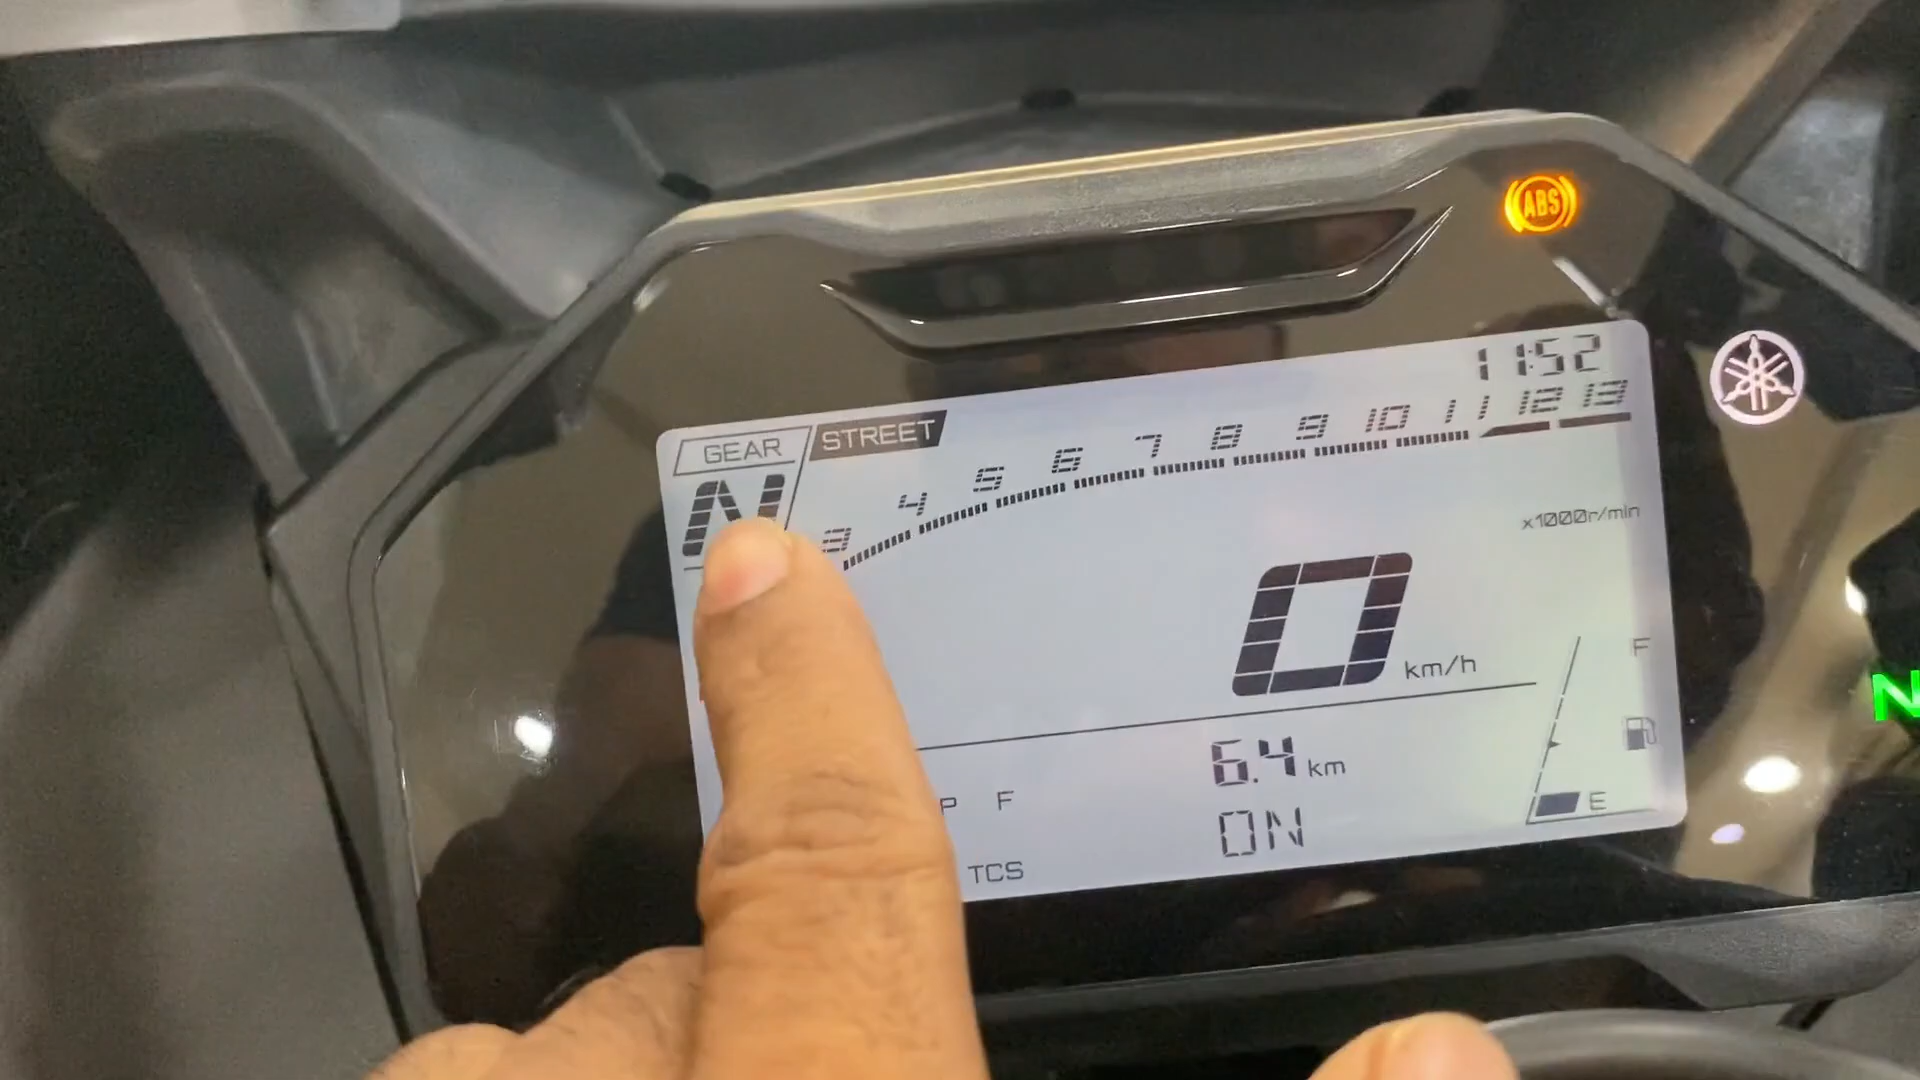 ABS
11:52
GEAR STREET
N
3 4 5 6 7 8 9 10 11 12 13
x1000r/min
0 km/h
F
N
6.4 km
P F
E
ON
TCS